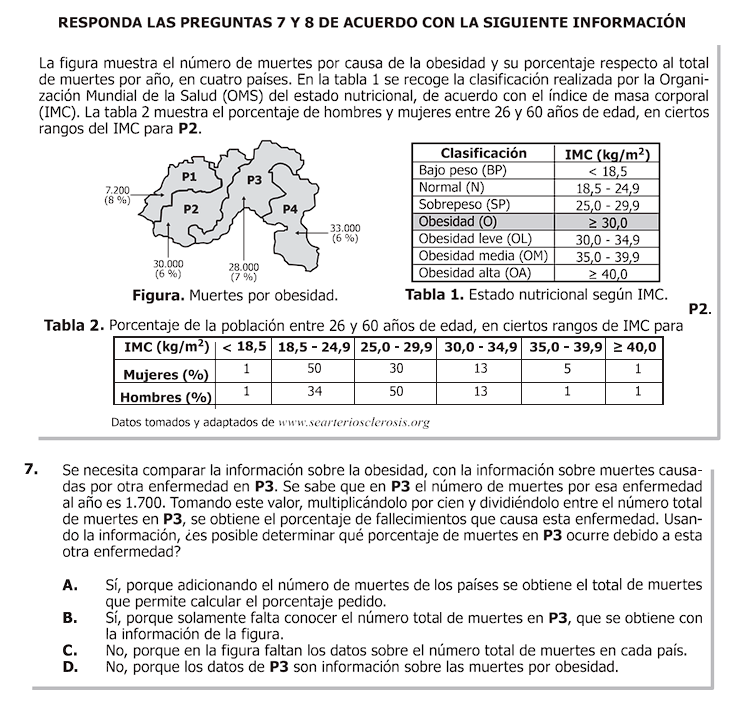 RESPONDA LAS PREGUNTAS 7 Y 8 DE ACUERDO CON LA SIGUIENTE INFORMACIÓN
La figura muestra el número de muertes por causa de la obesidad y su porcentaje respecto al total
de muertes por año, en cuatro países. En la tabla 1 se recoge la clasificación realizada por la Organi-
zación Mundial de la Salud (OMS) del estado nutricional, de acuerdo con el índice de masa corporal
(IMC). La tabla 2 muestra el porcentaje de hombres y mujeres entre 26 y 60 años de edad, en ciertos
rangos del IMC para P2.
P1
P3
P2
P4
7.200
(8 %)
33.000
(6 %)
30.000
(6 %)
28.000
(7 %)
Figura. Muertes por obesidad.
Clasificación IMC (kg/m²)
Bajo peso (BP) < 18,5
Normal (N) 18,5 - 24,9
Sobrepeso (SP) 25,0 - 29,9
Obesidad (O) ≥ 30,0
Obesidad leve (OL) 30,0 - 34,9
Obesidad media (OM) 35,0 - 39,9
Obesidad alta (OA) ≥ 40,0
Tabla 1. Estado nutricional según IMC.
P2.
Tabla 2. Porcentaje de la población entre 26 y 60 años de edad, en ciertos rangos de IMC para
IMC (kg/m²) < 18,5 18,5 - 24,9 25,0 - 29,9 30,0 - 34,9 35,0 - 39,9 ≥ 40,0
Mujeres (%) 1 50 30 13 5 1
Hombres (%) 1 34 50 13 1 1
Datos tomados y adaptados de www.searteriosclerosis.org
7. Se necesita comparar la información sobre la obesidad, con la información sobre muertes causa-
das por otra enfermedad en P3. Se sabe que en P3 el número de muertes por esa enfermedad
al año es 1.700. Tomando este valor, multiplicándolo por cien y dividiéndolo entre el número total
de muertes en P3, se obtiene el porcentaje de fallecimientos que causa esta enfermedad. Usan-
do la información, ¿es posible determinar qué porcentaje de muertes en P3 ocurre debido a esta
otra enfermedad?
A. Sí, porque adicionando el número de muertes de los países se obtiene el total de muertes
que permite calcular el porcentaje pedido.
B. Sí, porque solamente falta conocer el número total de muertes en P3, que se obtiene con
la información de la figura.
C. No, porque en la figura faltan los datos sobre el número total de muertes en cada país.
D. No, porque los datos de P3 son información sobre las muertes por obesidad.